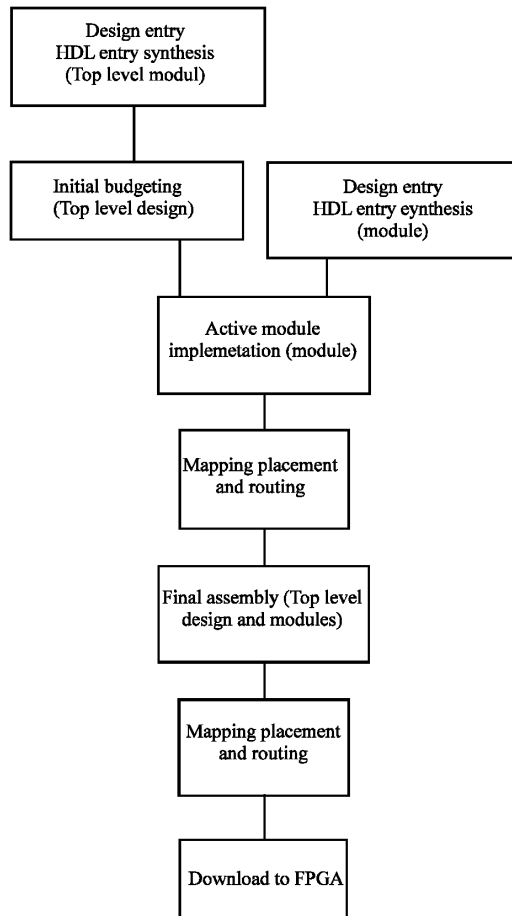 Design entry
HDL entry synthesis
(Top level modul)
Initial budgeting
(Top level design)
Design entry
HDL entry eynthesis
(module)
Active module
implemetation (module)
Mapping placement
and routing
Final assembly (Top level
design and modules)
Mapping placement
and routing
Download to FPGA